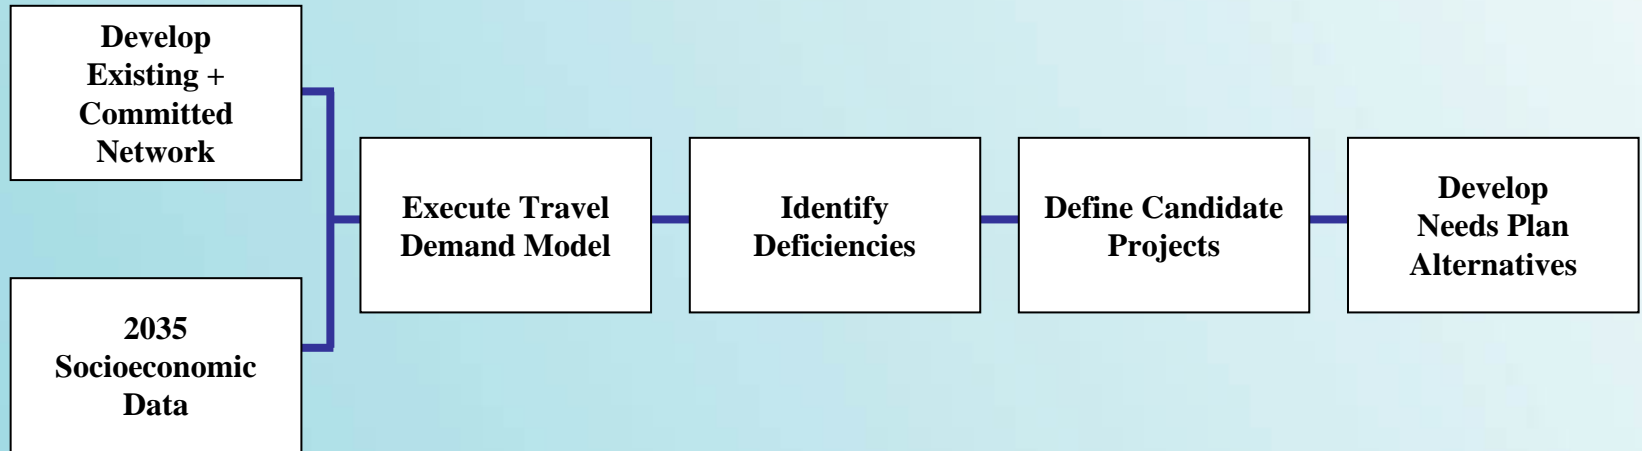 Develop
Existing +
Committed
Network
2035
Socioeconomic
Data
Execute Travel
Demand Model
Identify
Deficiencies
Define Candidate
Projects
Develop
Needs Plan
Alternatives